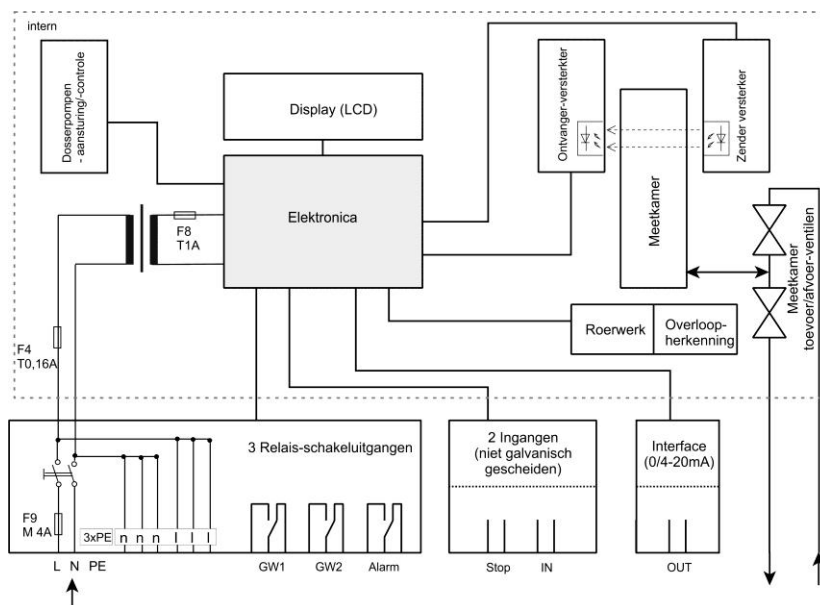 intern
Dosserpompen
- aansturing/-controle
Display (LCD)
Ontvanger-versterkter
Zender versterker
Meetkamer
Elektronica
F8
T1A
Meetkamer
toevoer/afvoer-ventilen
Roerwerk
Overloop-
herkenning
F4
T0,16A
3 Relais-schakeluitgangen
2 Ingangen
(niet galvanisch
gescheiden)
Interface
(0/4-20mA)
F9
M 4A
3xPE n n n l l l
L N PE
GW1 GW2 Alarm
Stop IN
OUT